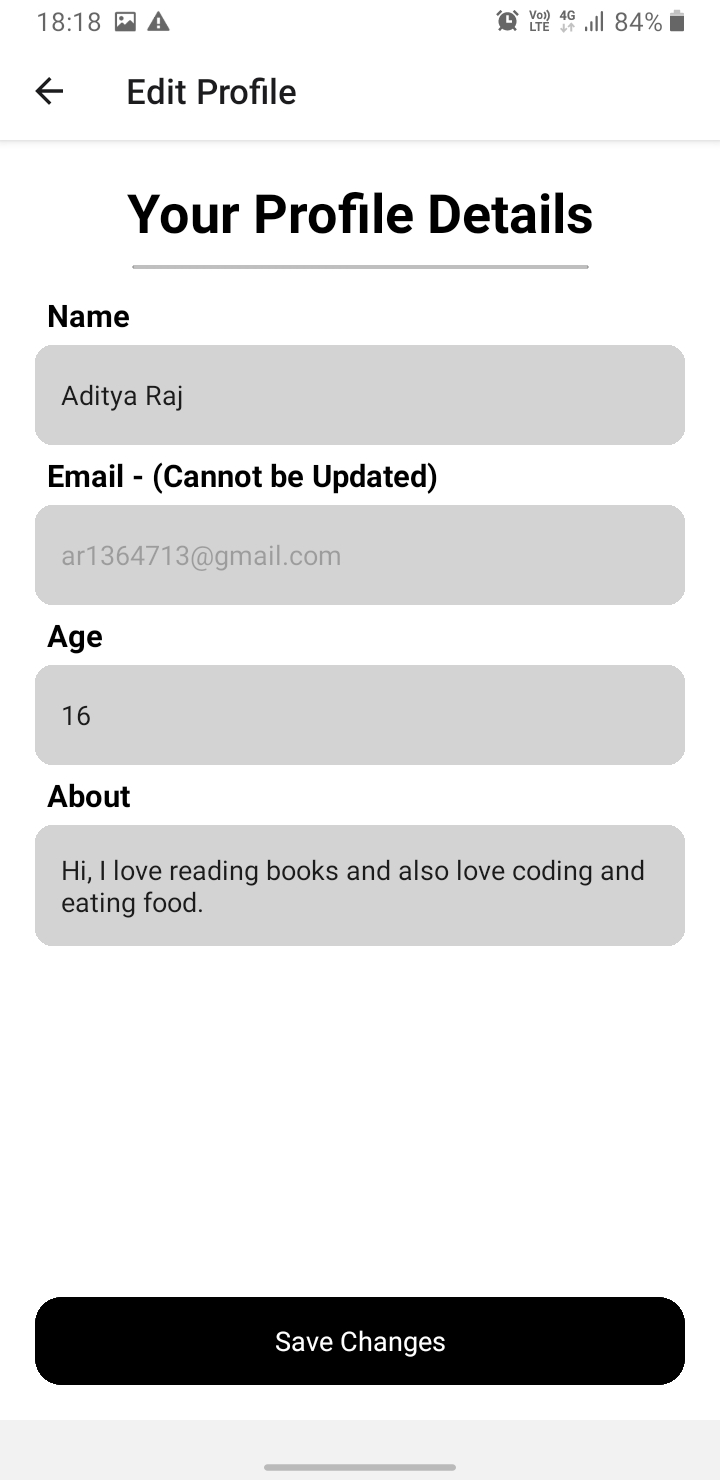 18:18 Vo)) LTE 4G 84%
Edit Profile
Your Profile Details
Name
Aditya Raj
Email - (Cannot be Updated)
ar1364713@gmail.com
Age
16
About
Hi, I love reading books and also love coding and
eating food.
Save Changes